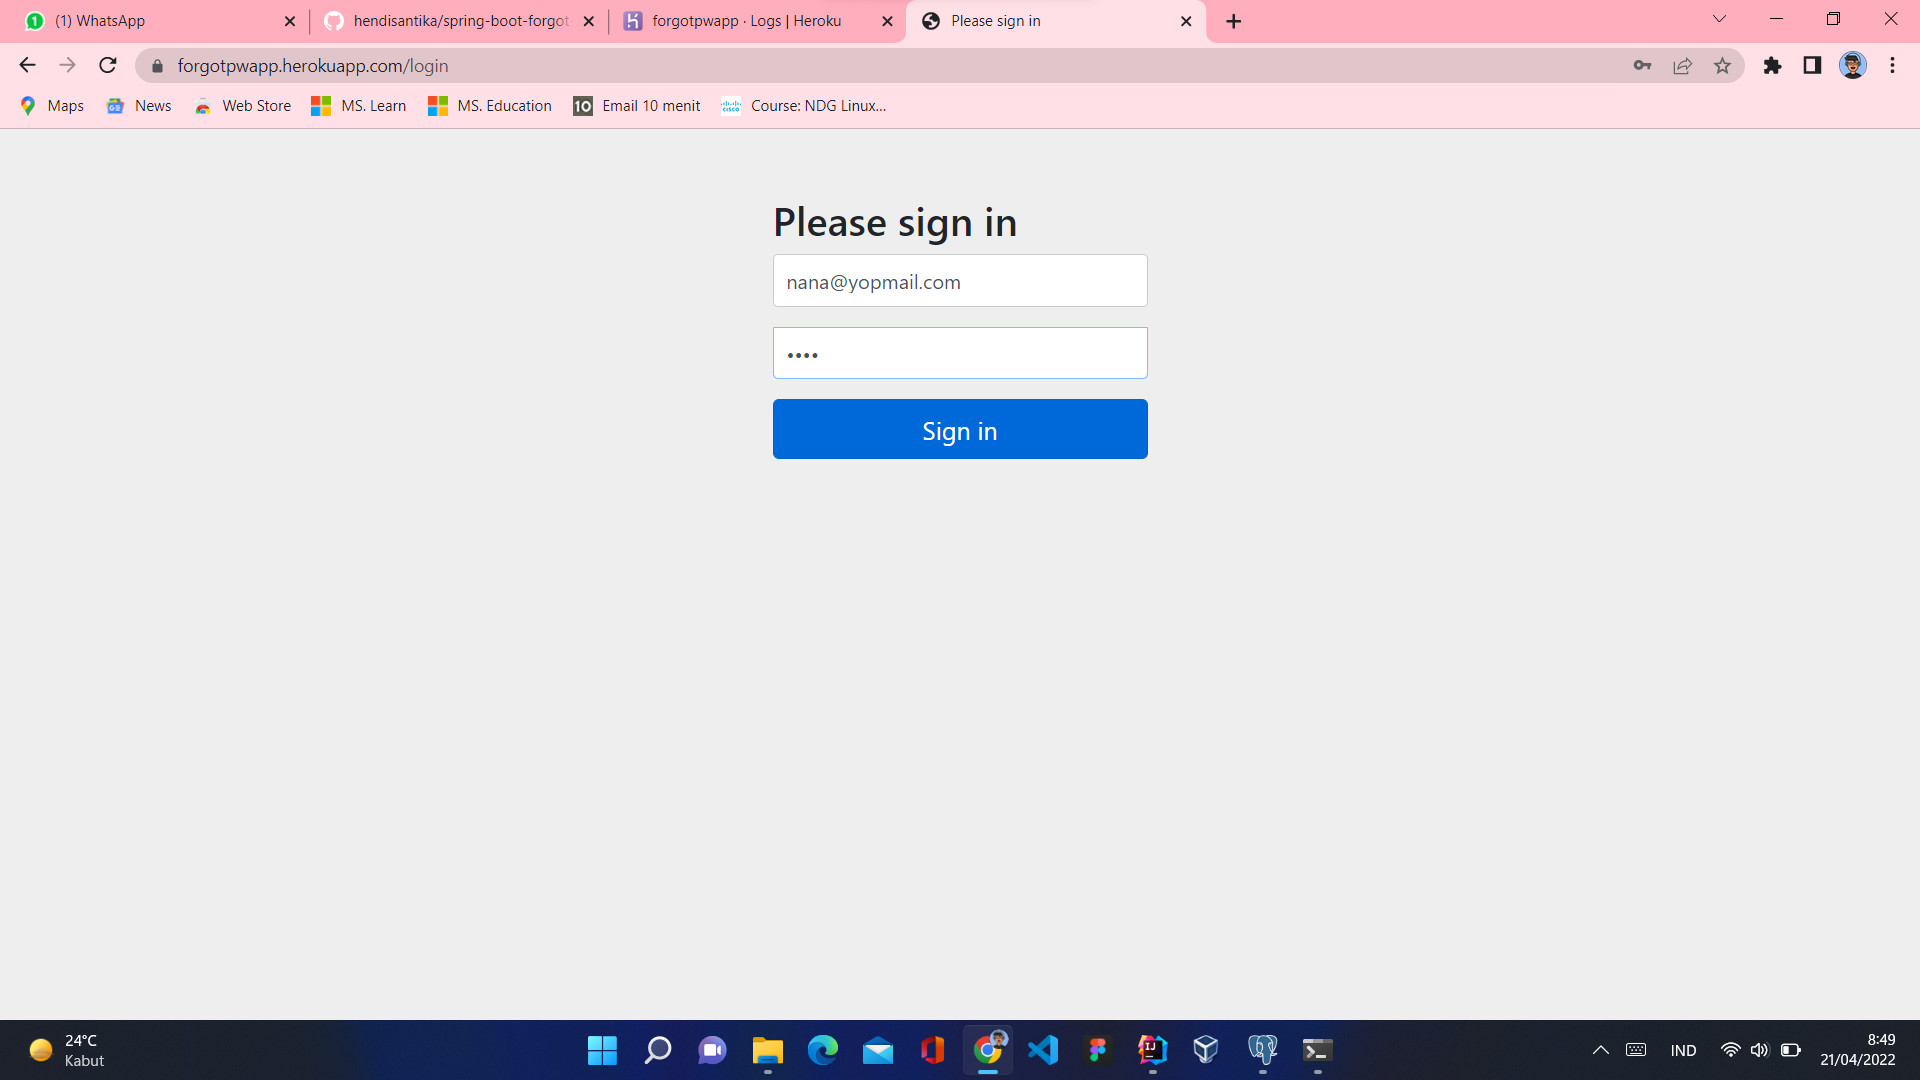 (1) WhatsApp
hendisantika/spring-boot-forgot
forgotpwapp · Logs | Heroku
Please sign in
forgotpwapp.herokuapp.com/login
Maps
News
Web Store
MS. Learn
MS. Education
10
Email 10 menit
CISCO
Course: NDG Linux...
Please sign in
nana@yopmail.com
••••
Sign in
24°C
Kabut
IND
8:49
21/04/2022